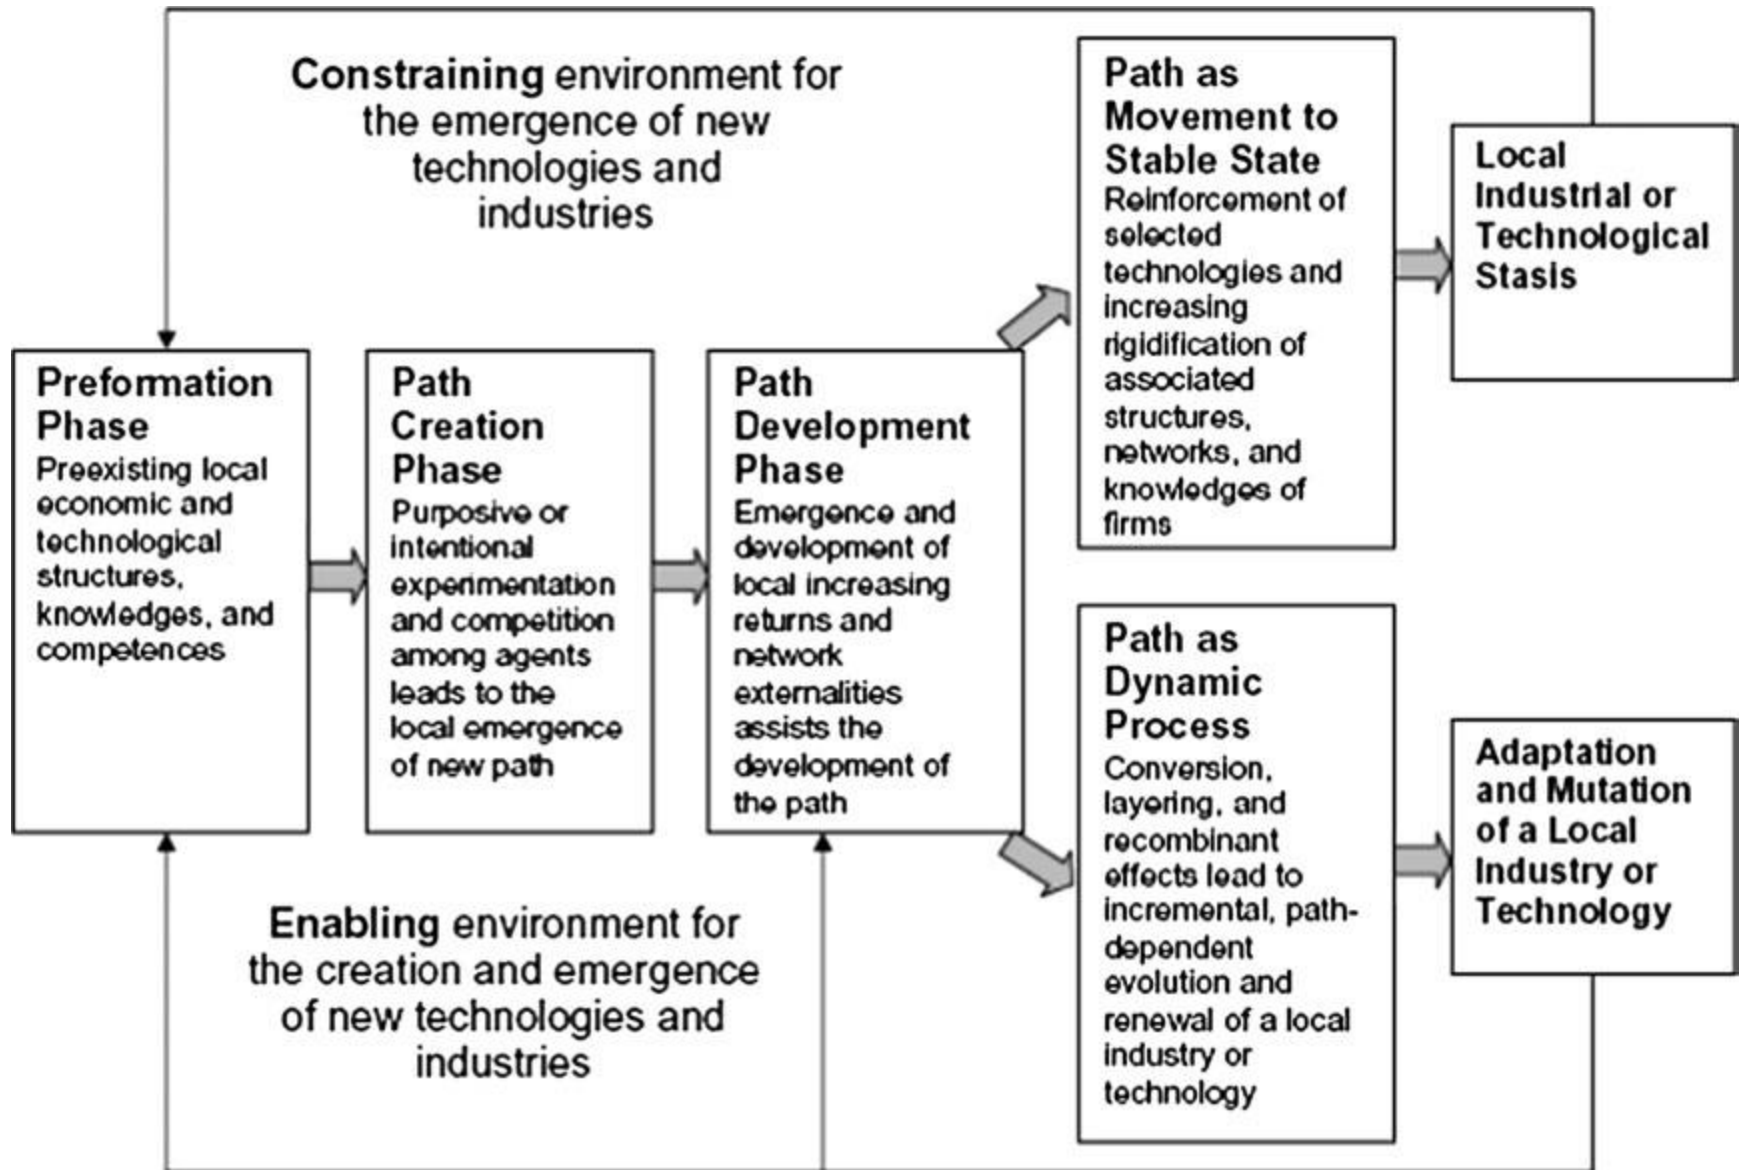 Constraining environment for
the emergence of new
technologies and
industries
Preformation
Phase
Preexisting local
economic and
technological
structures,
knowledges, and
competences
Path
Creation
Phase
Purposive or
intentional
experimentation
and competition
among agents
leads to the
local emergence
of new path
Path
Development
Phase
Emergence and
development of
local increasing
returns and
network
externalities
assists the
development of
the path
Path as
Movement to
Stable State
Reinforcement of
selected
technologies and
increasing
rigidification of
associated
structures,
networks, and
knowledges of
firms
Local
Industrial or
Technological
Stasis
Path as
Dynamic
Process
Conversion,
layering, and
recombinant
effects lead to
incremental, path-
dependent
evolution and
renewal of a local
industry or
technology
Adaptation
and Mutation
of a Local
Industry or
Technology
Enabling environment for
the creation and emergence
of new technologies and
industries